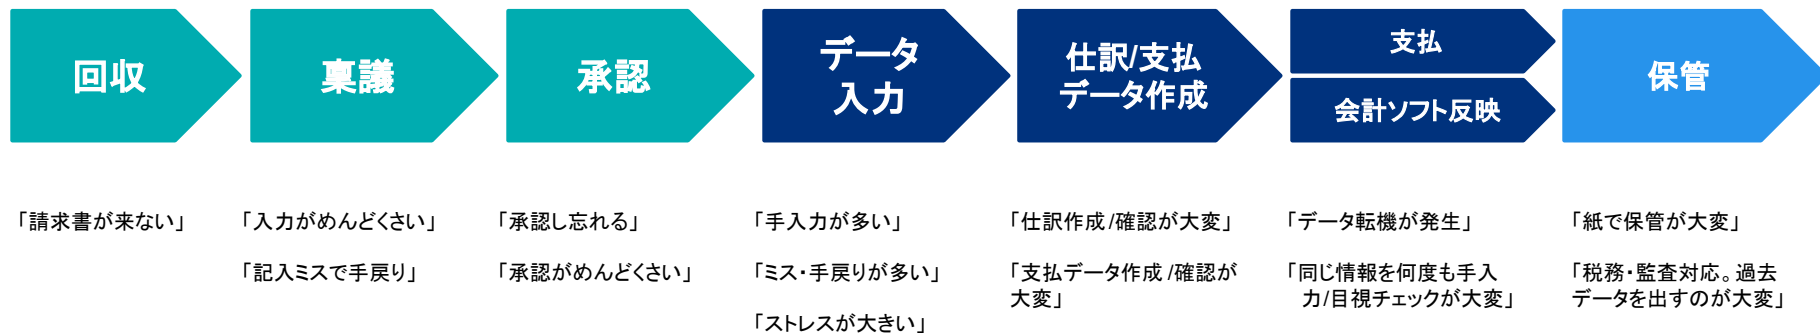 回収
稟議
承認
データ
入力
仕訳/支払
データ作成
支払
会計ソフト反映
保管
「請求書が来ない」
「入力がめんどくさい」
「記入ミスで手戻り」
「承認し忘れる」
「承認がめんどくさい」
「手入力が多い」
「ミス・手戻りが多い」
「ストレスが大きい」
「仕訳作成/確認が大変」
「支払データ作成/確認が
大変」
「データ転機が発生」
「同じ情報を何度も手入
力/目視チェックが大変」
「紙で保管が大変」
「税務・監査対応。過去
データを出すのが大変」